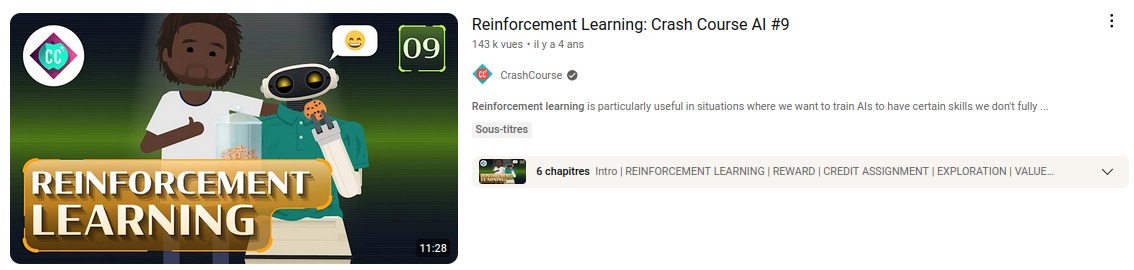 CC
09
REINFORCEMENT
LEARNING
11:28
Reinforcement Learning: Crash Course AI #9
143 k vues • il y a 4 ans
CrashCourse
Reinforcement learning is particularly useful in situations where we want to train AIs to have certain skills we don't fully ...
Sous-titres
6 chapitres Intro | REINFORCEMENT LEARNING | REWARD | CREDIT ASSIGNMENT | EXPLORATION | VALUE...